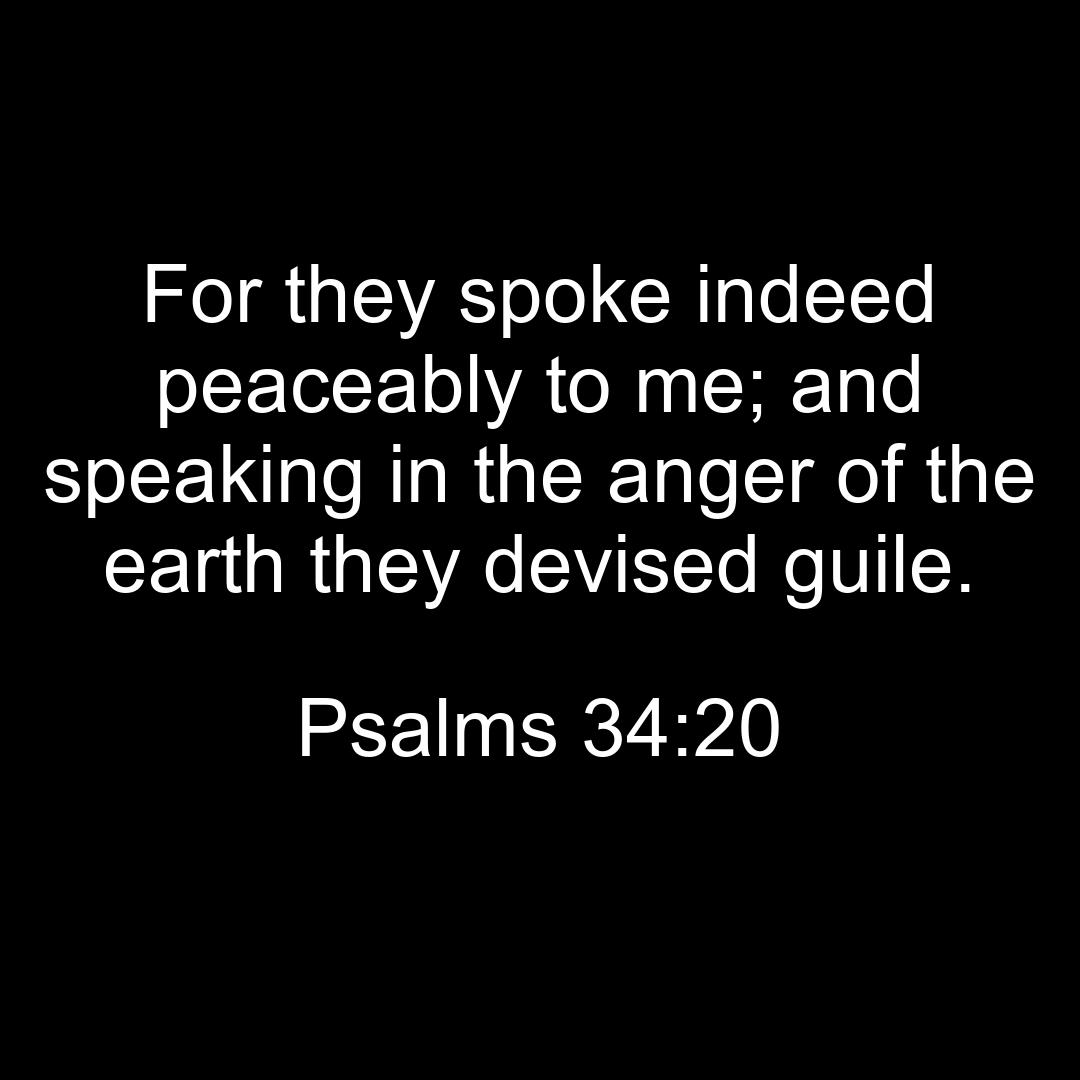 For they spoke indeed
peaceably to me; and
speaking in the anger of the
earth they devised guile.
Psalms 34:20